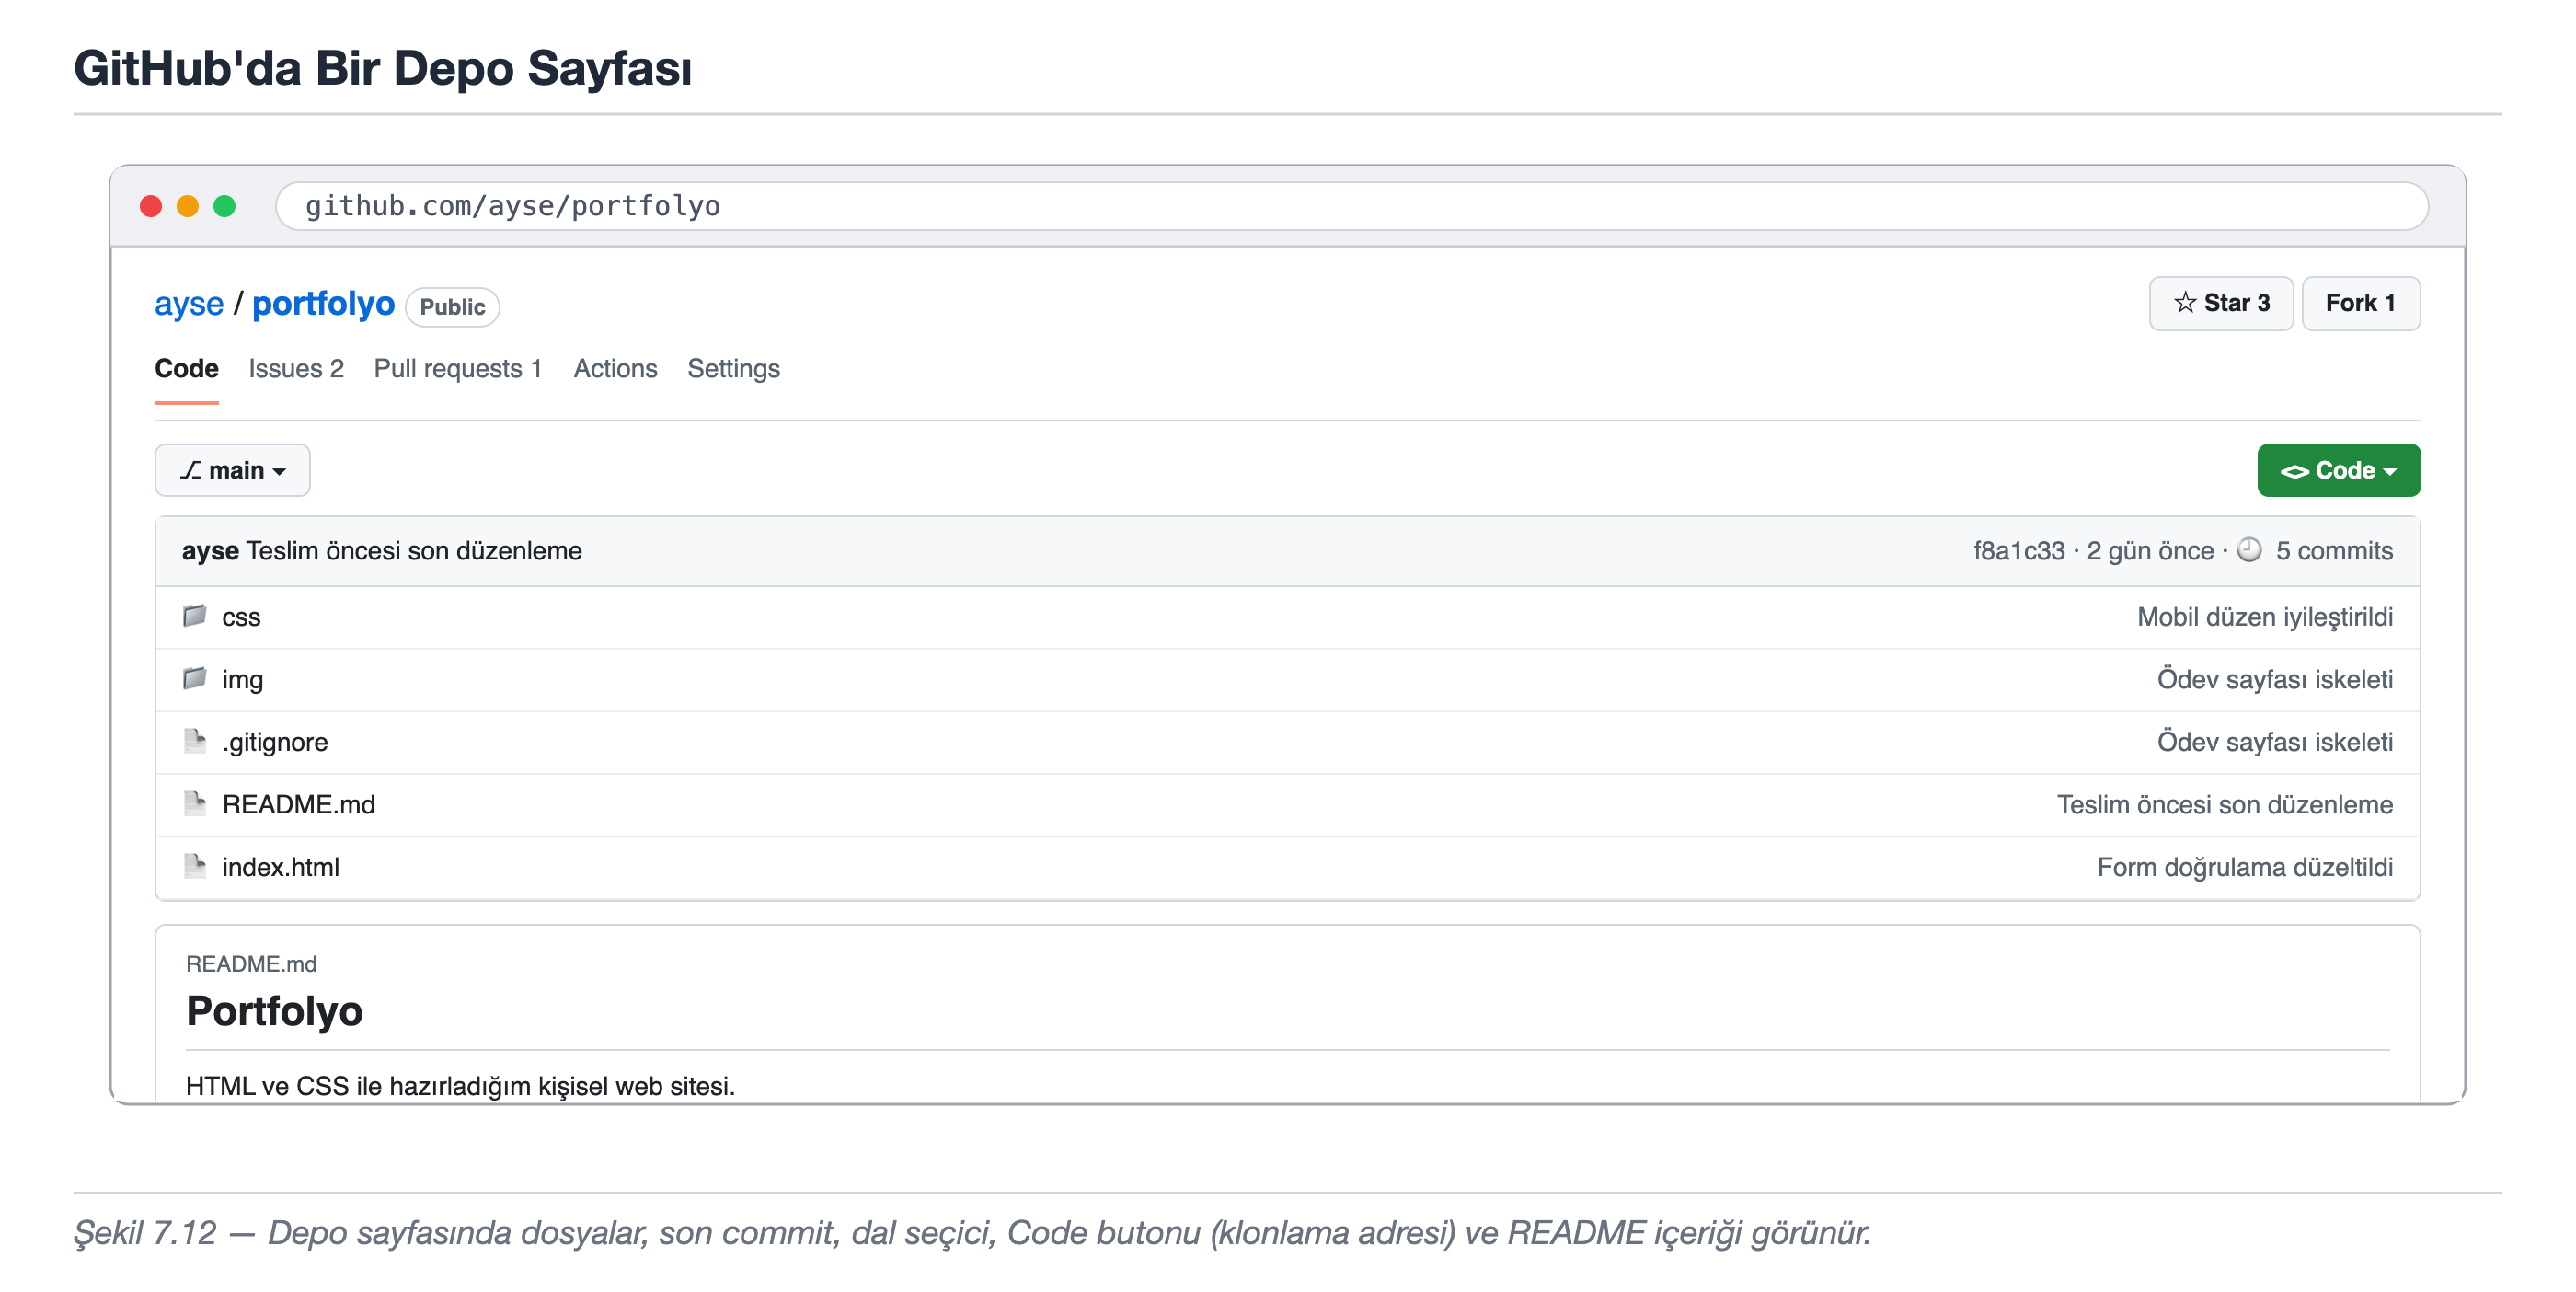 GitHub'da Bir Depo Sayfası
github.com/ayse/portfolyo
ayse / portfolyo Public
☆ Star 3 Fork 1
Code Issues 2 Pull requests 1 Actions Settings
main
<> Code
ayse Teslim öncesi son düzenleme f8a1c33 · 2 gün önce · 5 commits
css Mobil düzen iyileştirildi
img Ödev sayfası iskeleti
.gitignore Ödev sayfası iskeleti
README.md Teslim öncesi son düzenleme
index.html Form doğrulama düzeltildi
README.md
Portfolyo
HTML ve CSS ile hazırladığım kişisel web sitesi.
Şekil 7.12 — Depo sayfasında dosyalar, son commit, dal seçici, Code butonu (klonlama adresi) ve README içeriği görünür.